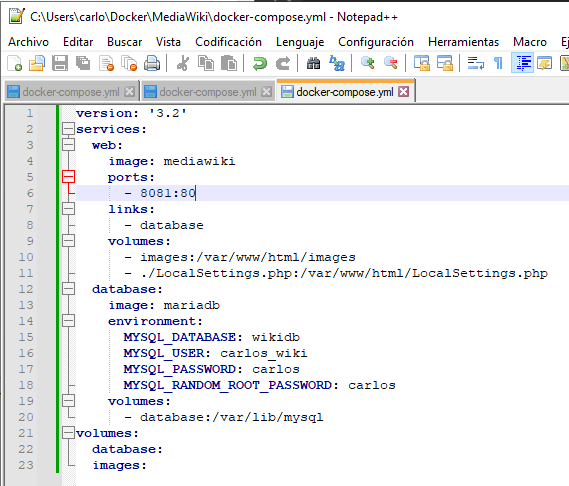 C:\Users\carlo\Docker\MediaWiki\docker-compose.yml - Notepad++
Archivo Editar Buscar Vista Codificación Lenguaje Configuración Herramientas Macro Ej
docker-compose.yml docker-compose.yml docker-compose.yml
1 version: '3.2'
2 services:
3   web:
4     image: mediawiki
5     ports:
6       - 8081:80
7     links:
8       - database
9     volumes:
10       - images:/var/www/html/images
11       - ./LocalSettings.php:/var/www/html/LocalSettings.php
12   database:
13     image: mariadb
14     environment:
15       MYSQL_DATABASE: wikidb
16       MYSQL_USER: carlos_wiki
17       MYSQL_PASSWORD: carlos
18       MYSQL_RANDOM_ROOT_PASSWORD: carlos
19     volumes:
20       - database:/var/lib/mysql
21 volumes:
22   database:
23   images: